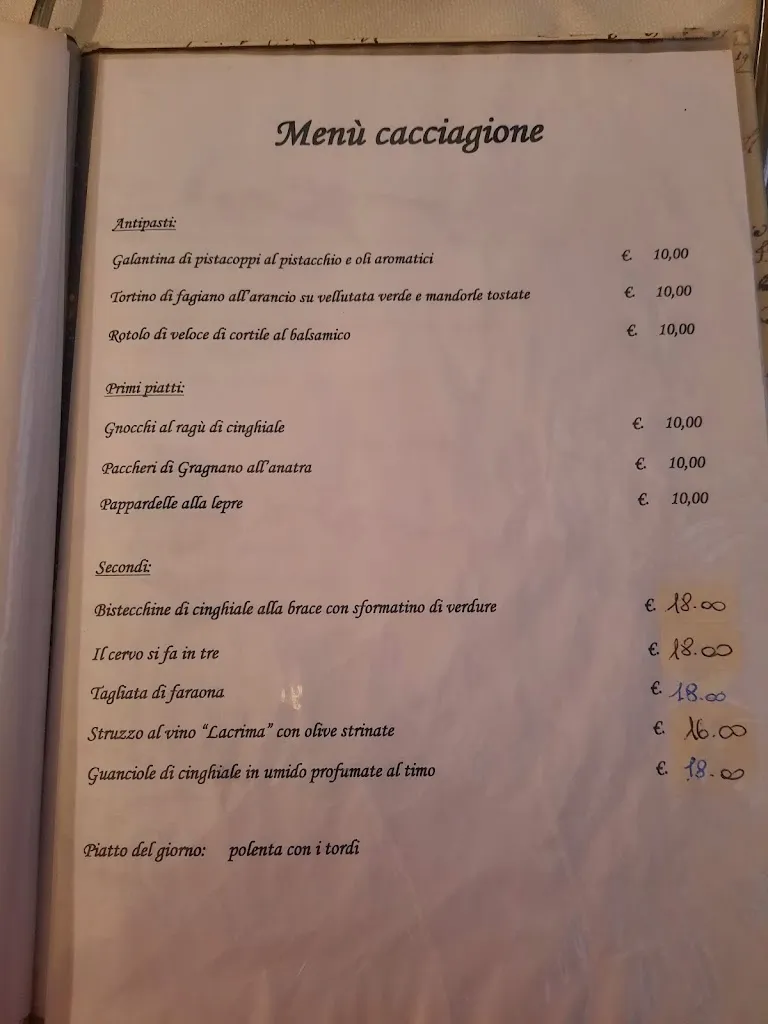 Menù cacciagione
Antipasti:
Galantina di pistacoppi al pistacchio e oli aromatici €. 10,00
Tortino di fagiano all'arancio su vellutata verde e mandorle tostate €. 10,00
Rotolo di veloce di cortile al balsamico €. 10,00
Primi piatti:
Gnocchi al ragù di cinghiale €. 10,00
Paccheri di Gragnano all'anatra €. 10,00
Pappardelle alla lepre €. 10,00
Secondi:
Bistecchine di cinghiale alla brace con sformatino di verdure €. 18.00
Il cervo si fa in tre €. 18.00
Tagliata di faraona €. 18.00
Struzzo al vino “Lacrima” con olive strinate €. 16.00
Guanciole di cinghiale in umido profumate al timo €. 18.00
Piatto del giorno: polenta con i tordi